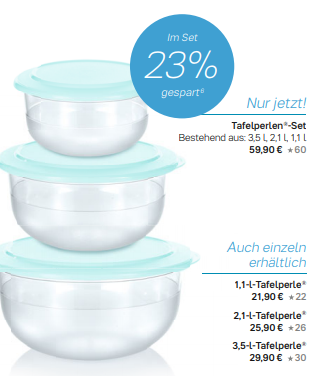 Im Set
23%
gespart⁶
Nur jetzt!
Tafelperlen®-Set
Bestehend aus: 3,5 l, 2,1 l, 1,1 l
59,90 € ★60
Auch einzeln
erhältlich
1,1-l-Tafelperle®
21,90 € ★22
2,1-l-Tafelperle®
25,90 € ★26
3,5-l-Tafelperle®
29,90 € ★30